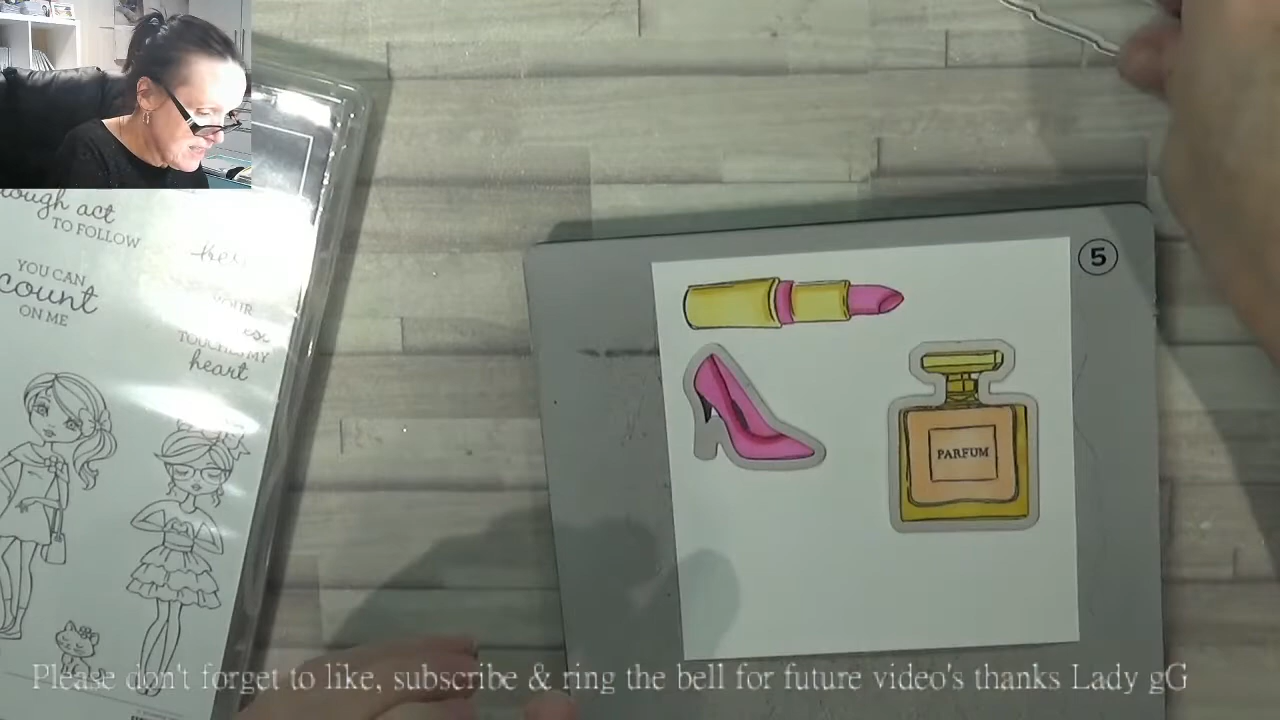 ough act
TO FOLLOW
YOU CAN
count
ON ME
TOUCHES MY
heart
5
PARFUM
Please don't forget to like, subscribe & ring the bell for future video's thanks Lady gG